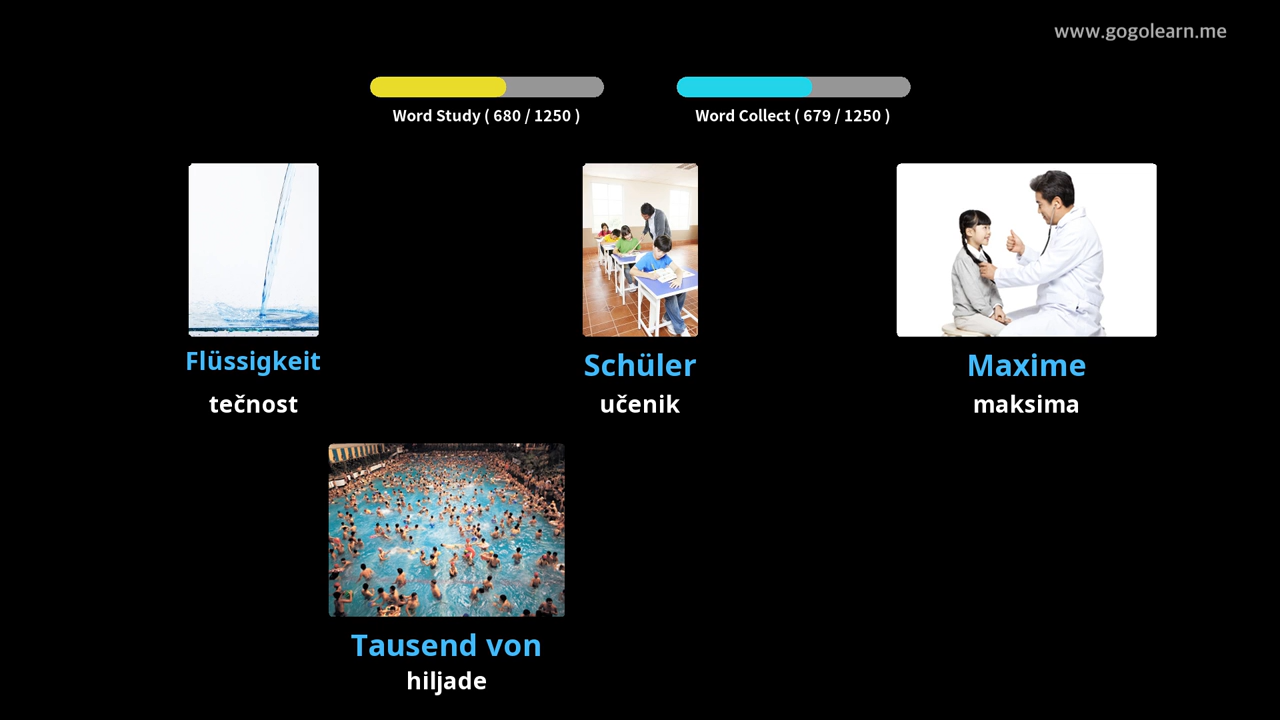 www.gogolearn.me
Word Study ( 680 / 1250 )
Word Collect ( 679 / 1250 )
Flüssigkeit
tečnost
Schüler
učenik
Maxime
maksima
Tausend von
hiljade